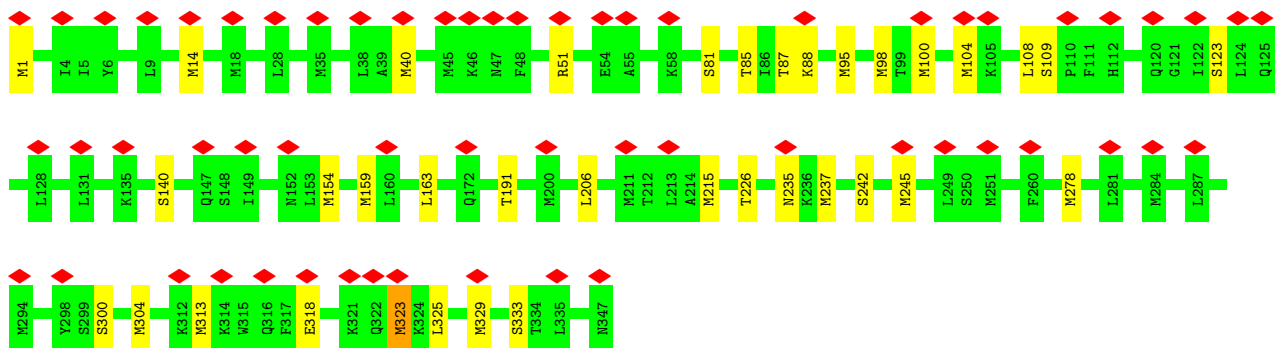 M1 I4 I5 Y6 L9 M14 M18 L28 M35 L38 A39 M40 M45 K46 N47 F48 R51 E54 A55 K58 S81 T85 I86 T87 K88 M95 M98 T99 M100 M104 K105 L108 S109 P110 F111 H112 Q120 G121 I122 S123 L124 Q125
L128 L131 K135 S140 Q147 S148 I149 N152 L153 M154 M159 L160 L163 Q172 T191 M200 L206 M211 T212 L213 A214 M215 T226 N235 K236 M237 S242 M245 L249 S250 M251 F260 M278 L281 M284 L287
M294 Y298 S299 S300 M304 K312 M313 K314 W315 Q316 F317 E318 K321 Q322 M323 K324 L325 M329 S333 T334 L335 N347